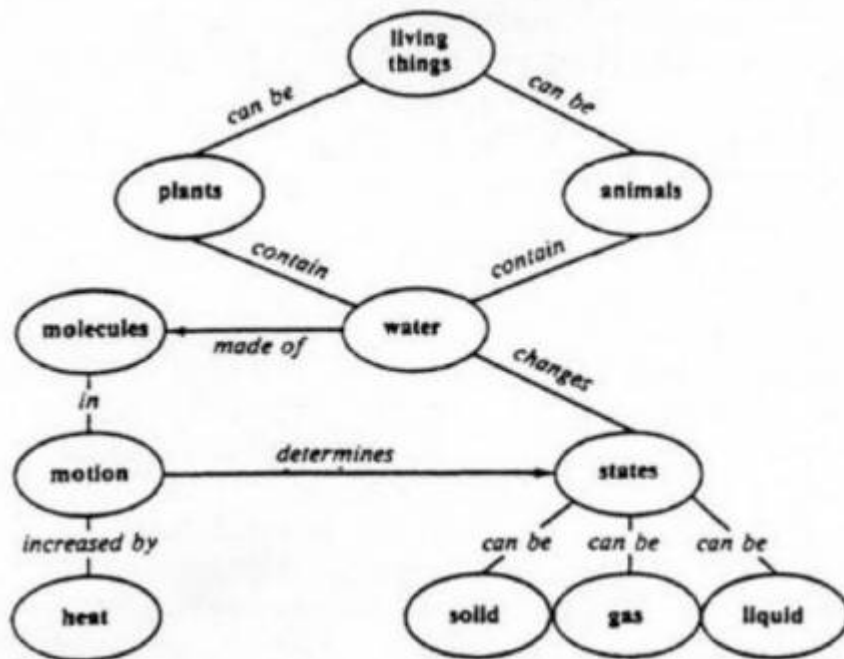 living
things
can be
can be
plants
animals
contain
contain
molecules
made of
water
changes
in
motion
determines
states
increased by
can be
can be
can be
heat
solid
gas
liquid